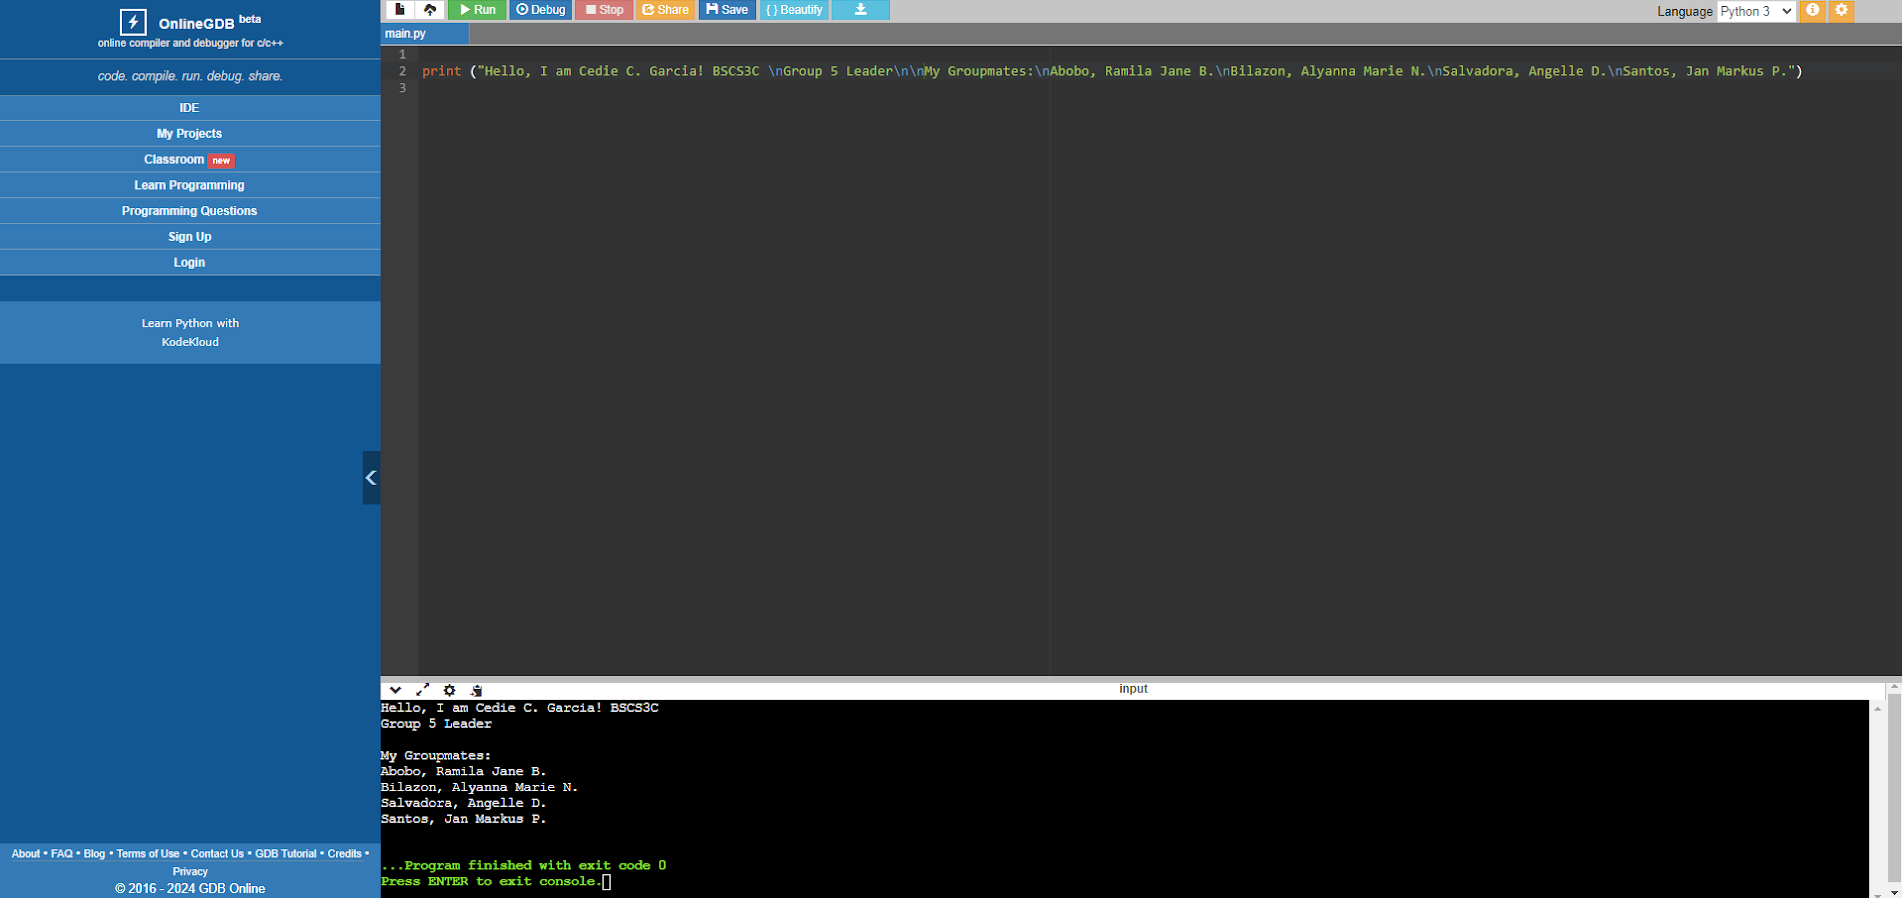 OnlineGDB beta
online compiler and debugger for c/c++
code. compile. run. debug. share.
IDE
My Projects
Classroom new
Learn Programming
Programming Questions
Sign Up
Login
Learn Python with
KodeKloud
About • FAQ • Blog • Terms of Use • Contact Us • GDB Tutorial • Credits •
Privacy
© 2016 - 2024 GDB Online
Run Debug Stop Share Save { } Beautify
Language Python 3
main.py
1
2 print ("Hello, I am Cedie C. Garcia! BSCS3C \nGroup 5 Leader\n\nMy Groupmates:\nAbobo, Ramila Jane B.\nBilazon, Alyanna Marie N.\nSalvadora, Angelle D.\nSantos, Jan Markus P.")
3
input
Hello, I am Cedie C. Garcia! BSCS3C
Group 5 Leader
My Groupmates:
Abobo, Ramila Jane B.
Bilazon, Alyanna Marie N.
Salvadora, Angelle D.
Santos, Jan Markus P.
...Program finished with exit code 0
Press ENTER to exit console.